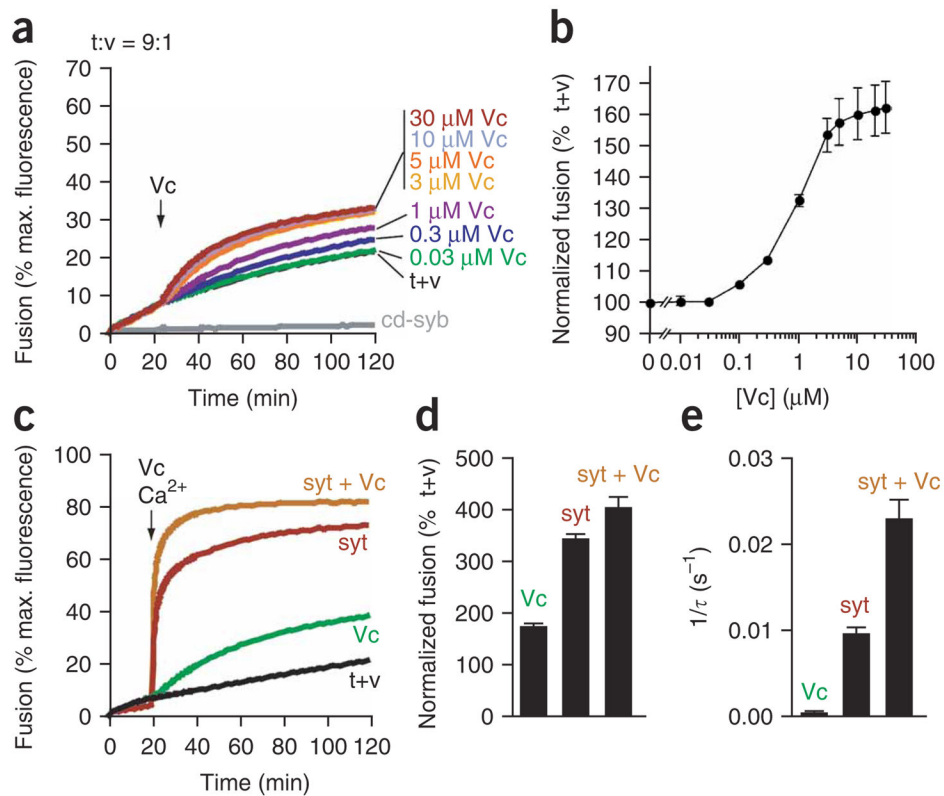 a
t:v = 9:1
Fusion (% max. fluorescence)
70
60
50
40
30
20
10
0
Vc
30 μM Vc
10 μM Vc
5 μM Vc
3 μM Vc
1 μM Vc
0.3 μM Vc
0.03 μM Vc
t+v
cd-syb
0 20 40 60 80 100 120
Time (min)
b
Normalized fusion (% t+v)
170
160
150
140
130
120
110
100
90
0 0.01 0.1 1 10 100
[Vc] (μM)
c
Fusion (% max. fluorescence)
100
80
60
40
20
0
Vc
Ca2+
syt + Vc
syt
Vc
t+v
0 20 40 60 80 100 120
Time (min)
d
Normalized fusion (% t+v)
500
400
300
200
100
0
Vc
syt
syt + Vc
e
1/τ (s−1)
0.03
0.02
0.01
0.00
Vc
syt
syt + Vc